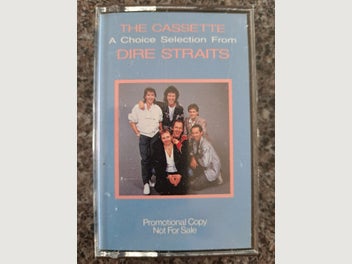 THE CASSETTE
A Choice Selection From
DIRE STRAITS
Promotional Copy
Not For Sale